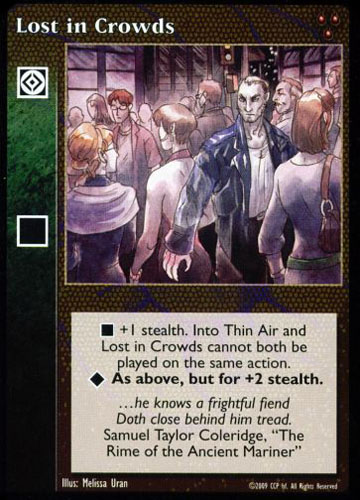 Lost in Crowds
+1 stealth. Into Thin Air and
Lost in Crowds cannot both be
played on the same action.
As above, but for +2 stealth.
...he knows a frightful fiend
Doth close behind him tread.
Samuel Taylor Coleridge, "The
Rime of the Ancient Mariner"
Illus: Melissa Uran
©2009 CCP hf. All Rights Reserved